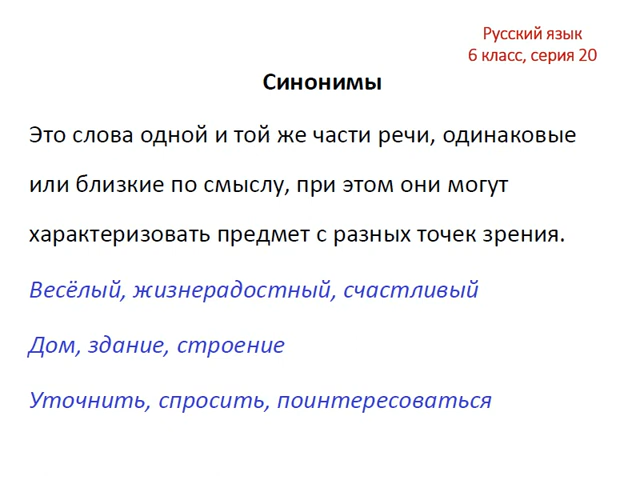 Русский язык
6 класс, серия 20
Синонимы
Это слова одной и той же части речи, одинаковые
или близкие по смыслу, при этом они могут
характеризовать предмет с разных точек зрения.
Весёлый, жизнерадостный, счастливый
Дом, здание, строение
Уточнить, спросить, поинтересоваться